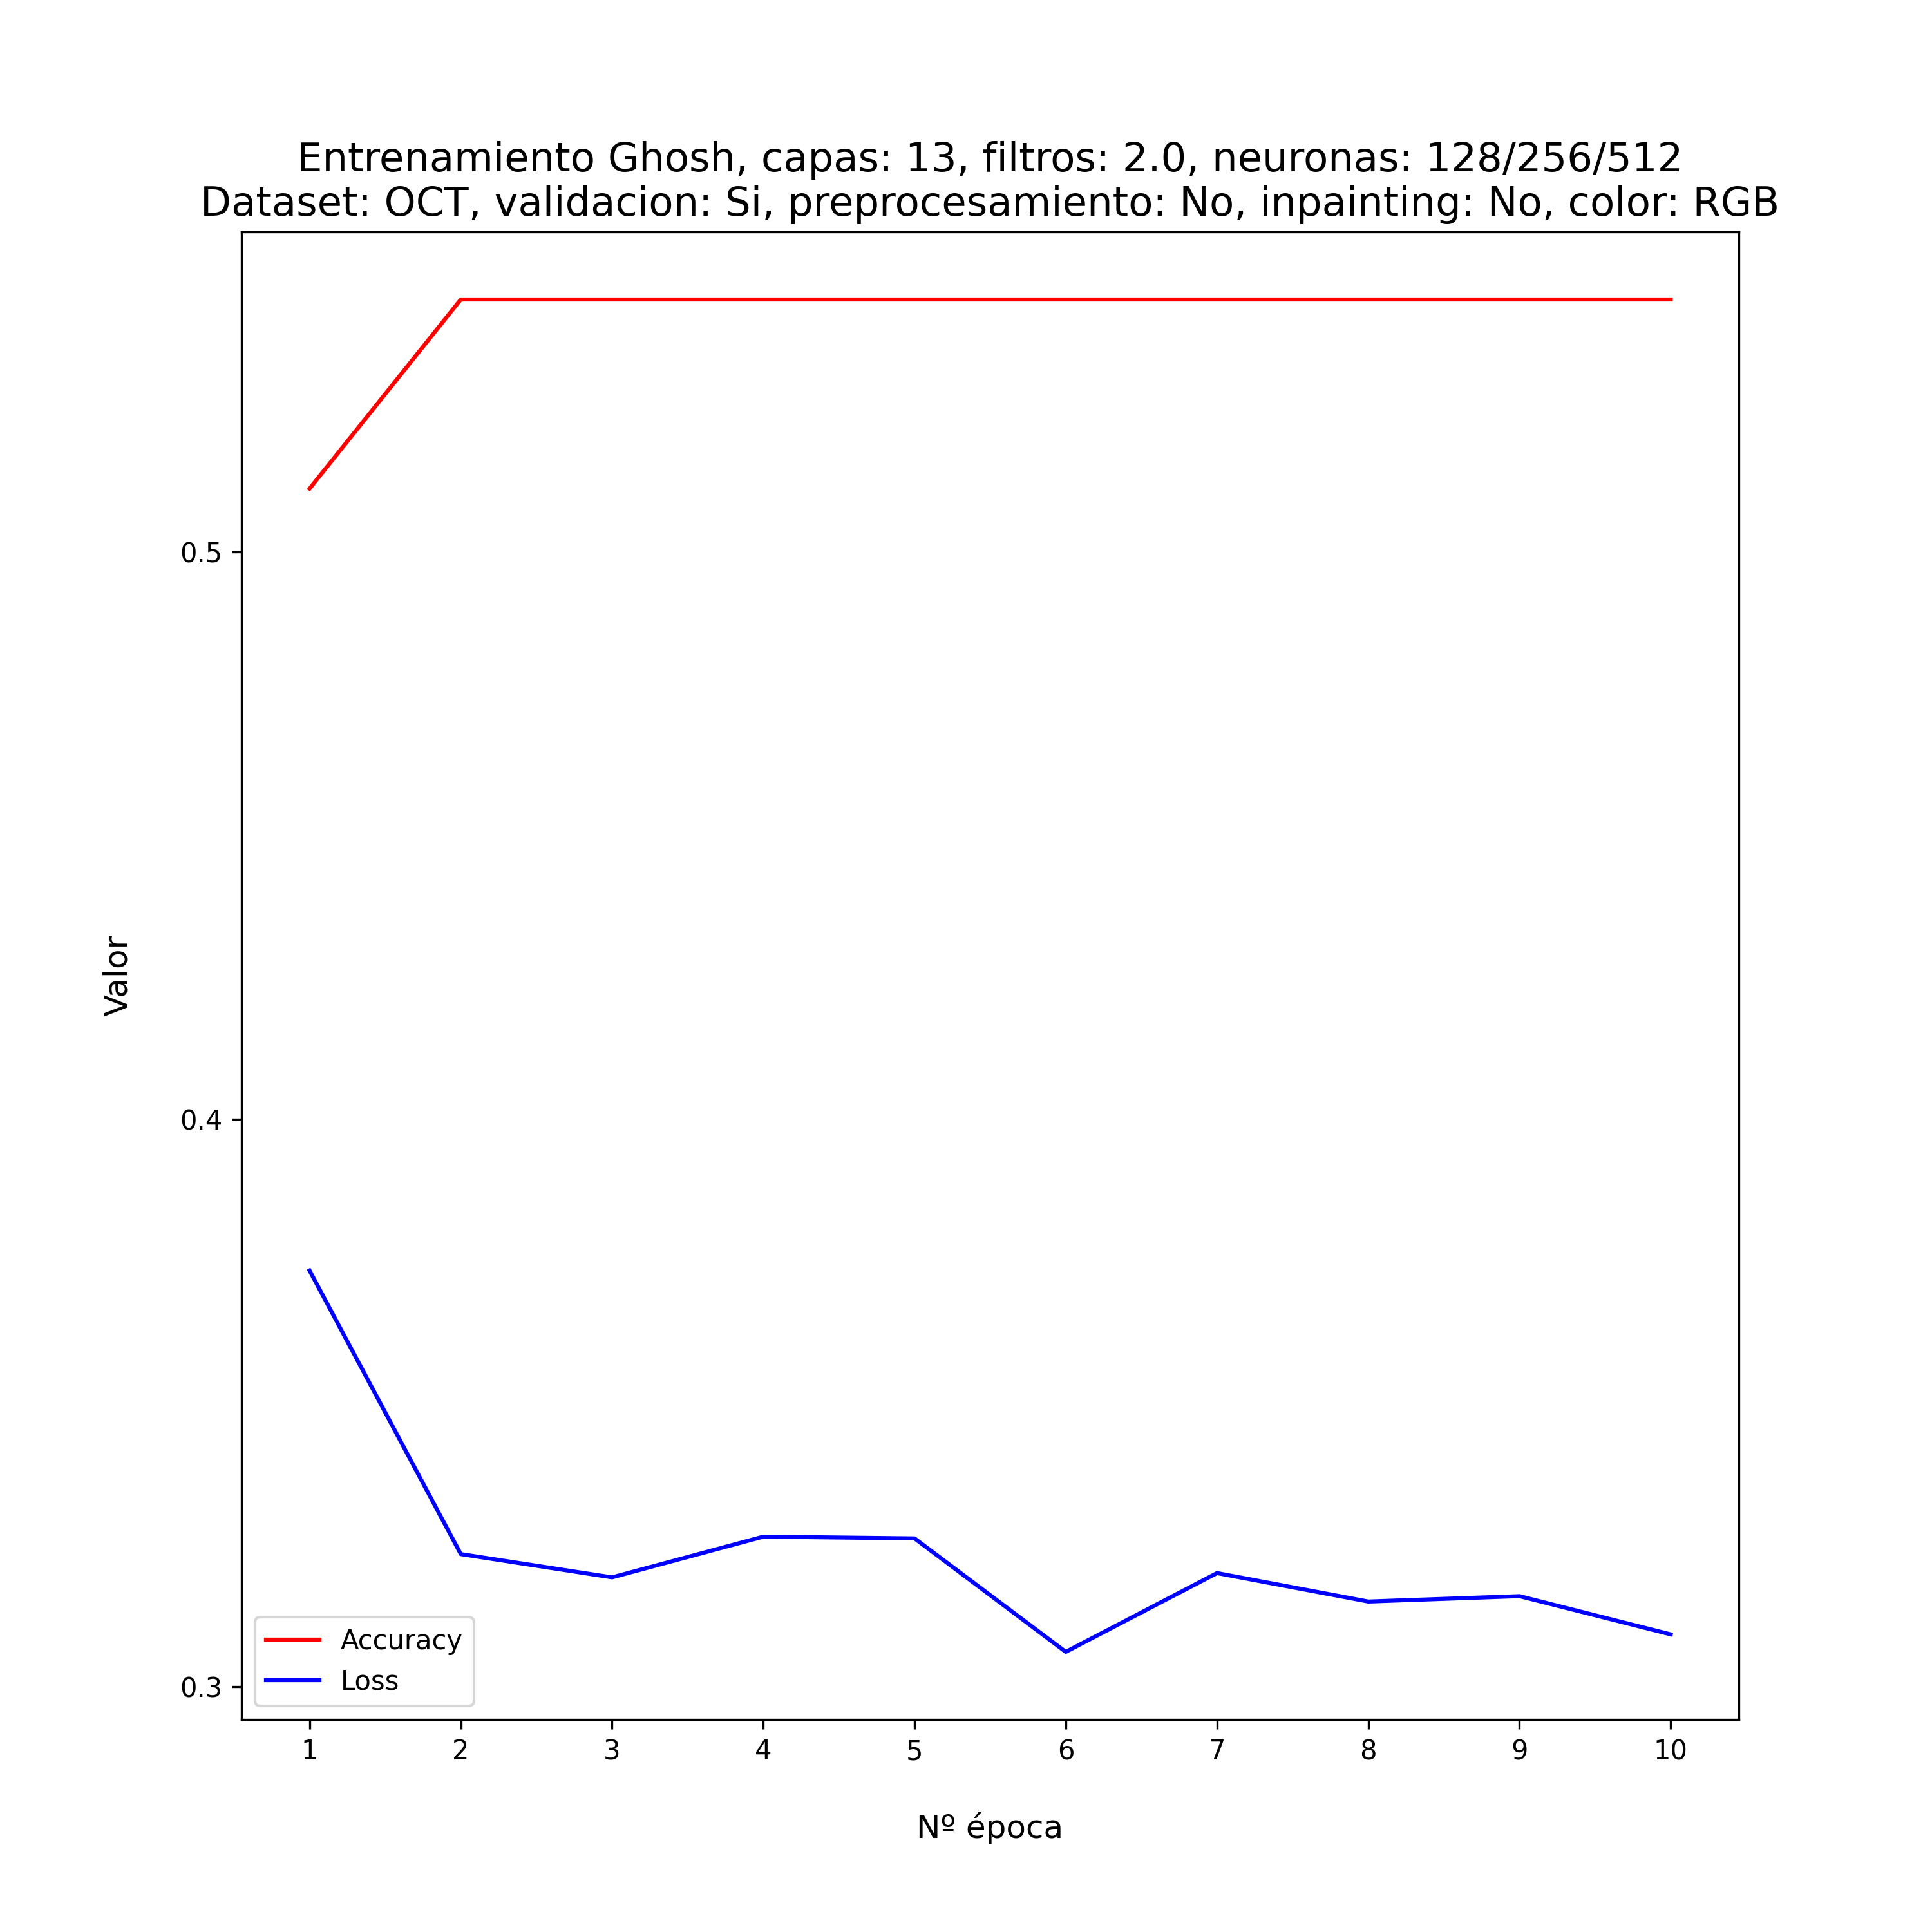 Entrenamiento Ghosh, capas: 13, filtros: 2.0, neuronas: 128/256/512
Dataset: OCT, validacion: Si, preprocesamiento: No, inpainting: No, color: RGB
0.5
0.4
0.3
Valor
Accuracy
Loss
1 2 3 4 5 6 7 8 9 10
Nº época